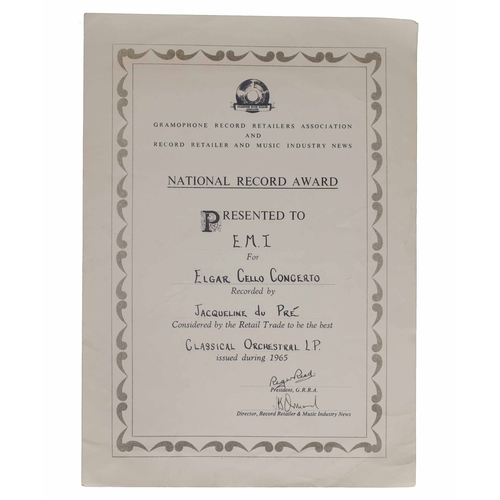 GRAMOPHONE RECORD RETAILERS ASSOCIATION
AND
RECORD RETAILER AND MUSIC INDUSTRY NEWS
NATIONAL RECORD AWARD
PRESENTED TO
E.M.I
For
ELGAR CELLO CONCERTO
Recorded by
JACQUELINE DU PRÉ
Considered by the Retail Trade to be the best
CLASSICAL ORCHESTRAL L.P.
issued during 1965
President, G.R.R.A.
Director, Record Retailer & Music Industry News